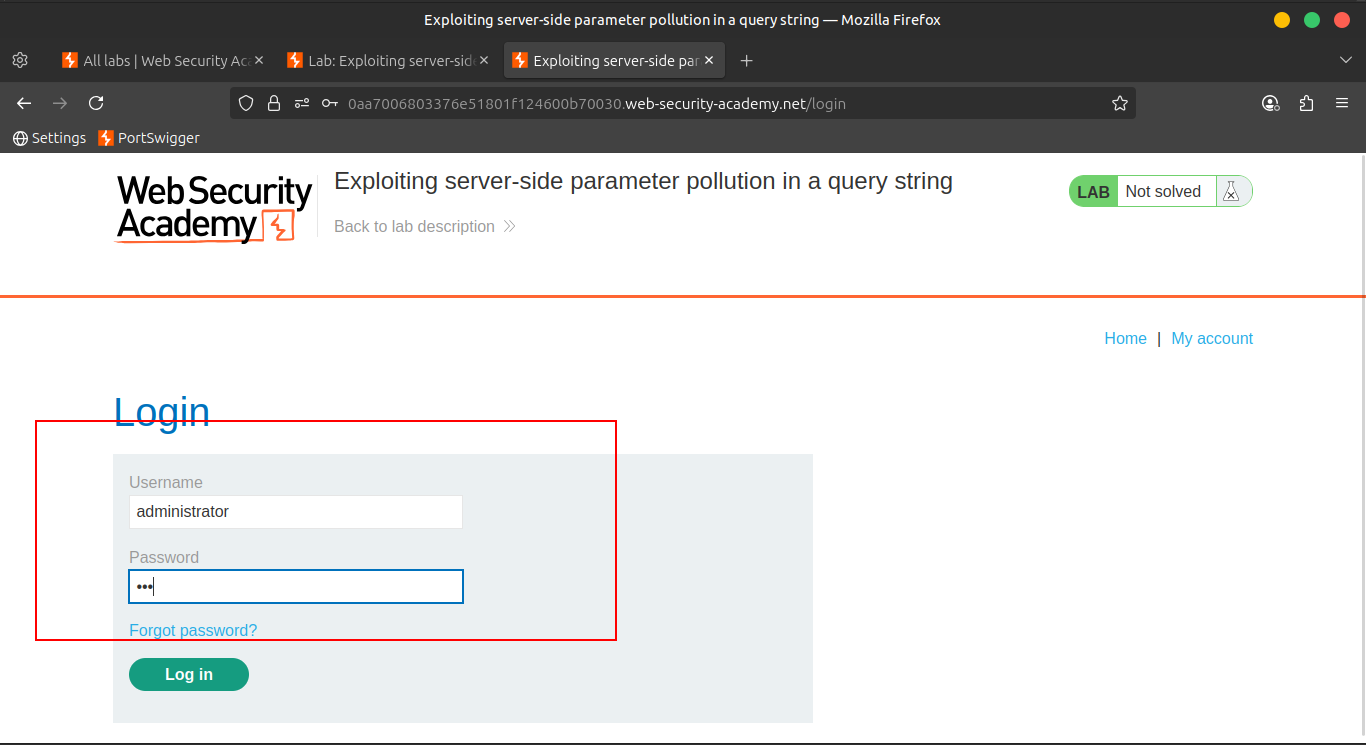 Exploiting server-side parameter pollution in a query string — Mozilla Firefox
All labs | Web Security Ac
Lab: Exploiting server-sid
Exploiting server-side par
0aa7006803376e51801f124600b70030.web-security-academy.net/login
Settings PortSwigger
WebSecurity
Academy
Exploiting server-side parameter pollution in a query string
Back to lab description
LAB Not solved
Home | My account
Login
Username
administrator
Password
•••
Forgot password?
Log in